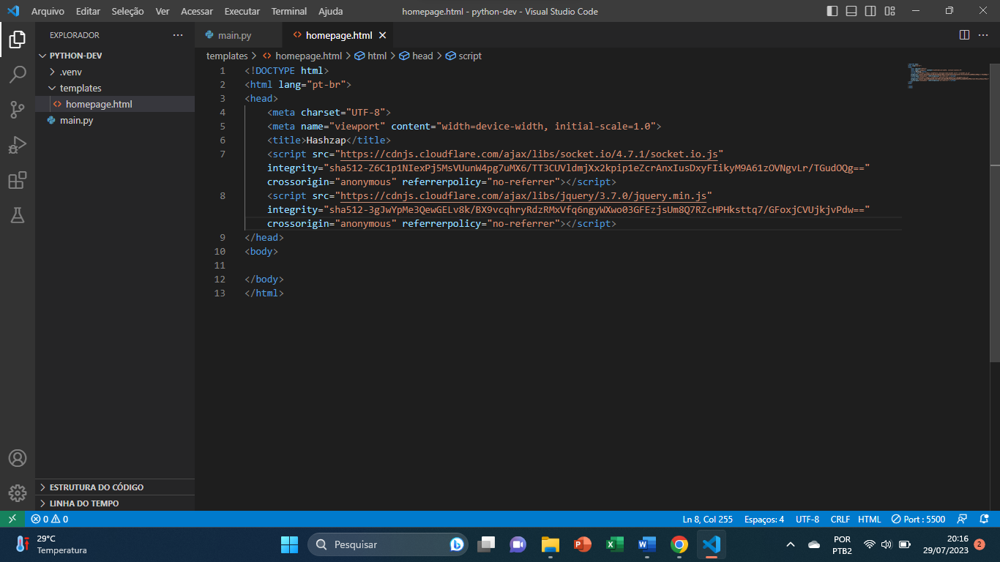 Arquivo Editar Seleção Ver Acessar Executar Terminal Ajuda
homepage.html - python-dev - Visual Studio Code
EXPLORADOR
PYTHON-DEV
.venv
templates
homepage.html
main.py
ESTRUTURA DO CÓDIGO
LINHA DO TEMPO
main.py
homepage.html
templates > homepage.html > html > head > script
1 <!DOCTYPE html>
2 <html lang="pt-br">
3 <head>
4 <meta charset="UTF-8">
5 <meta name="viewport" content="width=device-width, initial-scale=1.0">
6 <title>Hashzap</title>
7 <script src="https://cdnjs.cloudflare.com/ajax/libs/socket.io/4.7.1/socket.io.js"
integrity="sha512-Z6C1p1NIexPj5MsVUunW4pg7uMX6/TT3CUVldmjXx2kpip1eZcrAnxIusDxyFIikyM9A61zOVNgvLr/TGudOQg=="
crossorigin="anonymous" referrerpolicy="no-referrer"></script>
8 <script src="https://cdnjs.cloudflare.com/ajax/libs/jquery/3.7.0/jquery.min.js"
integrity="sha512-3gJwYpMe3QewGELv8k/BX9vcqhryRdzRMxVfq6ngyWXwo03GFEzjsUm8Q7RZcHPHksttq7/GFoxjCVUjkjvPdw=="
crossorigin="anonymous" referrerpolicy="no-referrer"></script>
9 </head>
10 <body>
11
12 </body>
13 </html>
0 0
Ln 8, Col 255 Espaços: 4 UTF-8 CRLF HTML Port : 5500
29°C
Temperatura
Pesquisar
POR
PTB2
20:16
29/07/2023
2